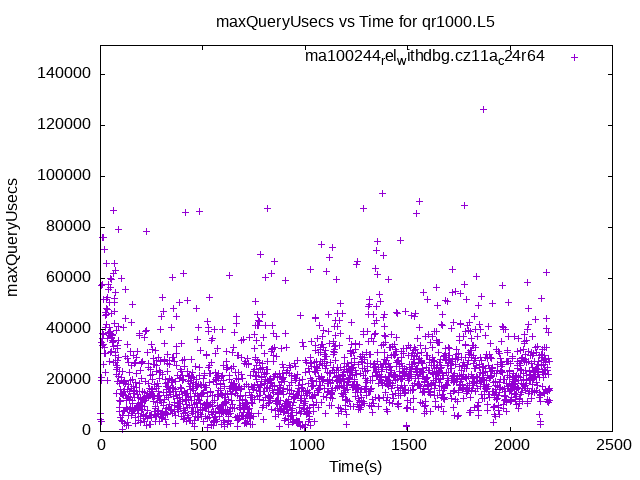 maxQueryUsecs vs Time for qr1000.L5
ma100244relwithdbg.cz11ac24r64
140000
120000
100000
80000
60000
40000
20000
0
maxQueryUsecs
0 500 1000 1500 2000 2500
Time(s)